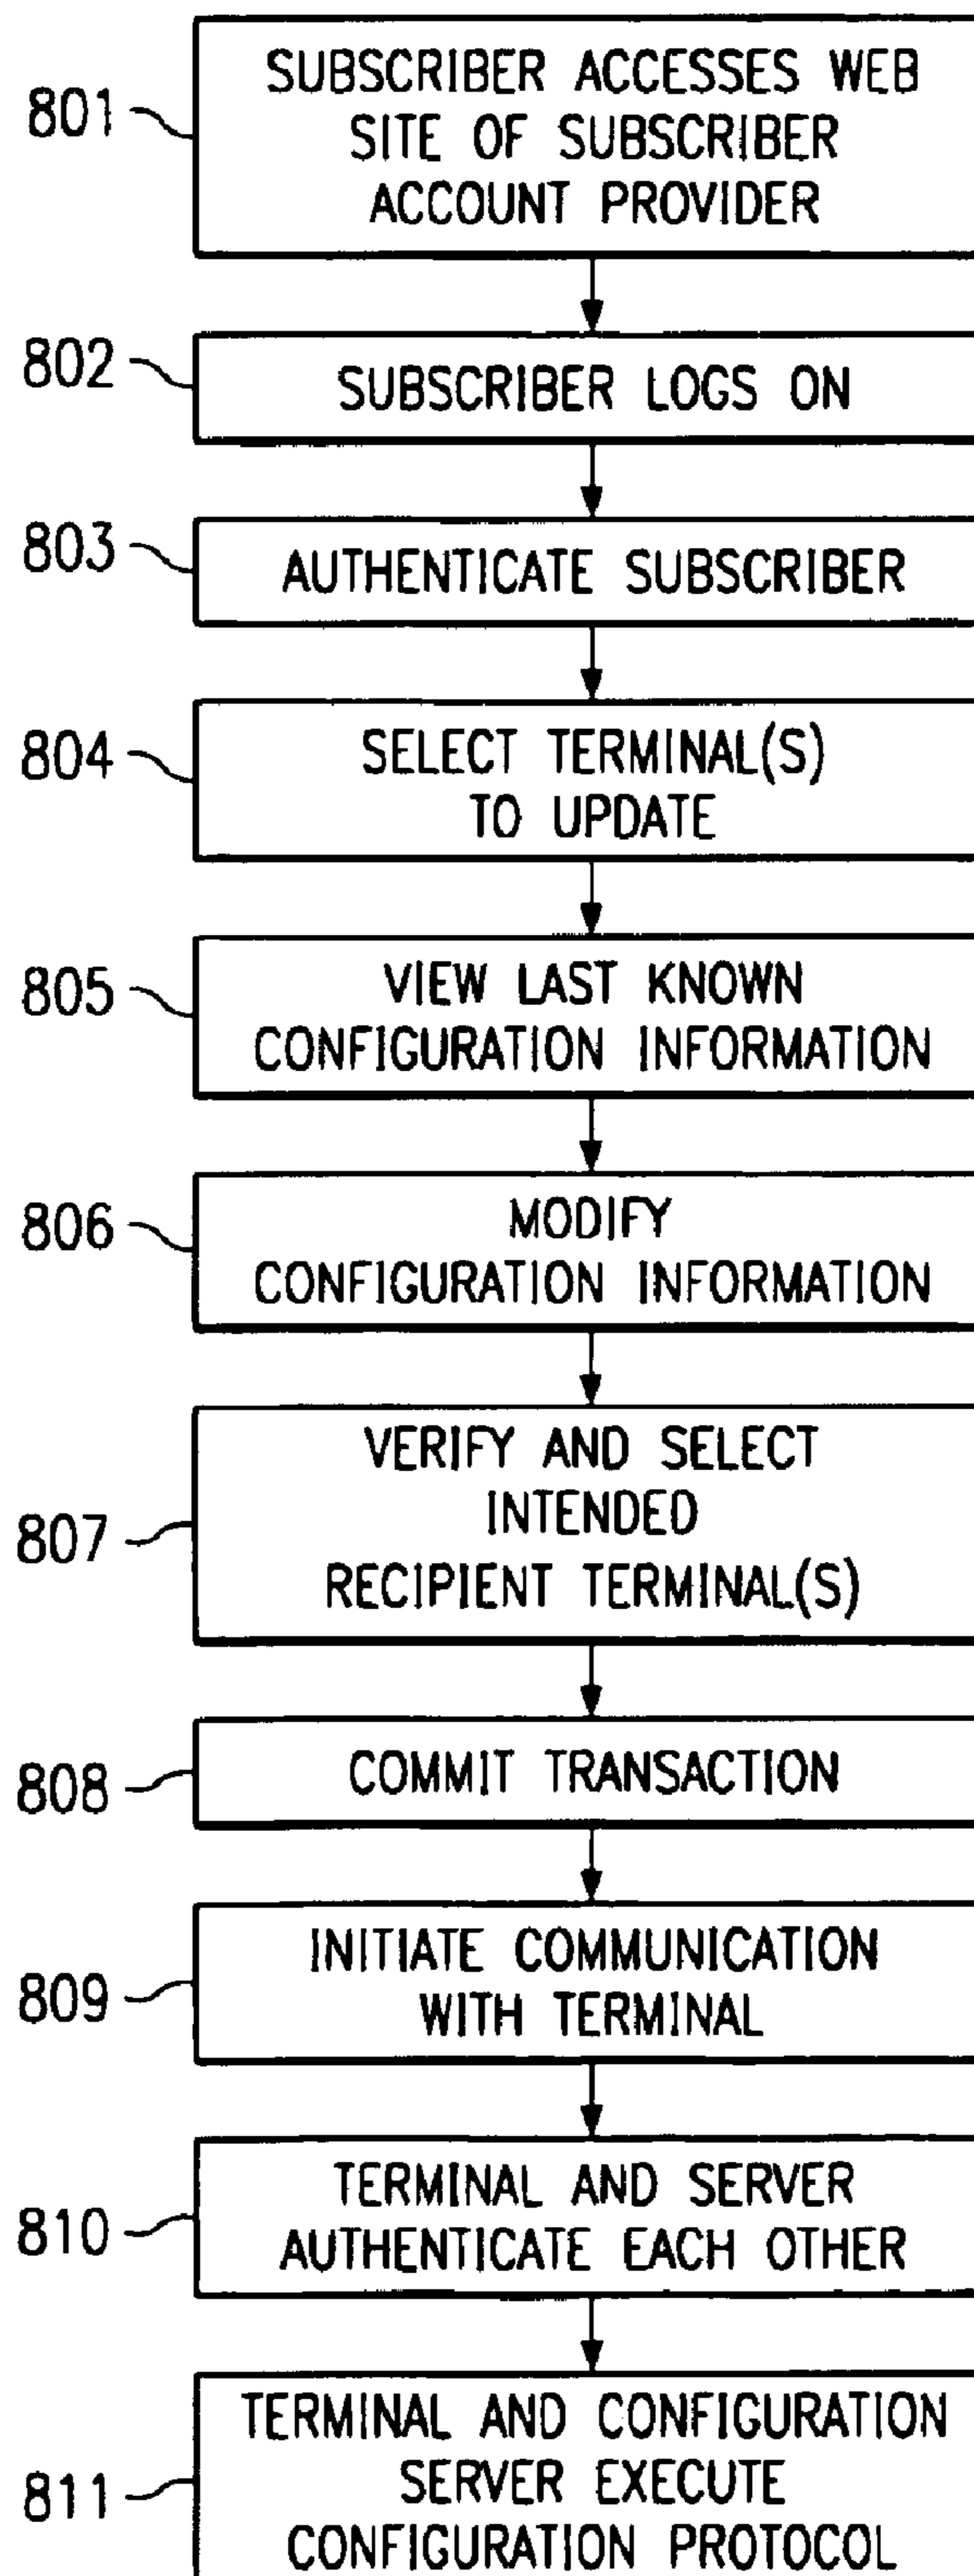 801
SUBSCRIBER ACCESSES WEB
SITE OF SUBSCRIBER
ACCOUNT PROVIDER
802
SUBSCRIBER LOGS ON
803
AUTHENTICATE SUBSCRIBER
804
SELECT TERMINAL(S)
TO UPDATE
805
VIEW LAST KNOWN
CONFIGURATION INFORMATION
806
MODIFY
CONFIGURATION INFORMATION
807
VERIFY AND SELECT
INTENDED
RECIPIENT TERMINAL(S)
808
COMMIT TRANSACTION
809
INITIATE COMMUNICATION
WITH TERMINAL
810
TERMINAL AND SERVER
AUTHENTICATE EACH OTHER
811
TERMINAL AND CONFIGURATION
SERVER EXECUTE
CONFIGURATION PROTOCOL